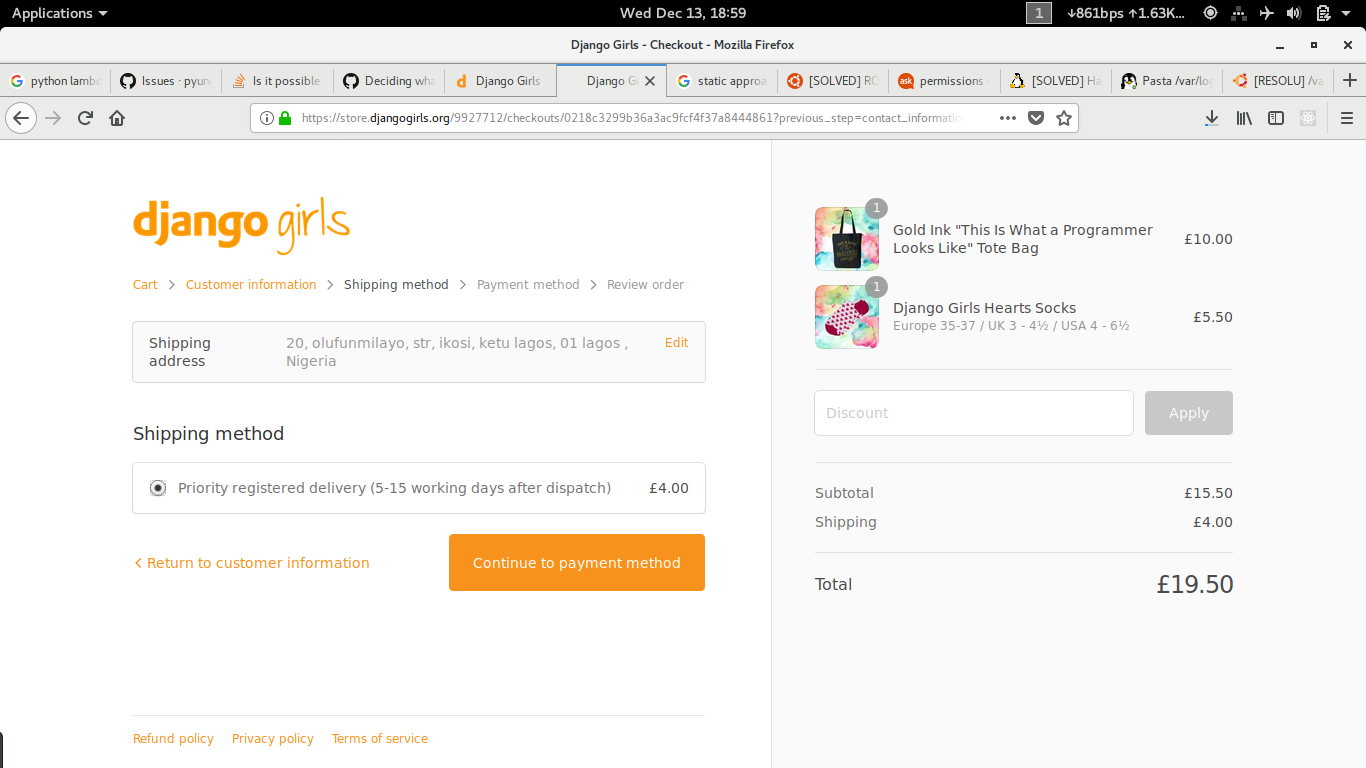 Applications
Wed Dec 13, 18:59
1
↓861bps ↑1.63K...
Django Girls - Checkout - Mozilla Firefox
python lamb
Issues · pyun
Is it possible
Deciding wha
Django Girls
Django Gi
static approa
[SOLVED] RO
ask
permissions
[SOLVED] Ha
Pasta /var/log
[RESOLU] /va
https://store.djangogirls.org/9927712/checkouts/0218c3299b36a3ac9fcf4f37a8444861?previous_step=contact_informatio
django girls
Cart > Customer information > Shipping method > Payment method > Review order
Shipping address
20, olufunmilayo, str, ikosi, ketu lagos, 01 lagos ,
Nigeria
Edit
Shipping method
Priority registered delivery (5-15 working days after dispatch) £4.00
< Return to customer information
Continue to payment method
Refund policy Privacy policy Terms of service
1
Gold Ink "This Is What a Programmer
Looks Like" Tote Bag
£10.00
1
Django Girls Hearts Socks
Europe 35-37 / UK 3 - 4½ / USA 4 - 6½
£5.50
Discount
Apply
Subtotal £15.50
Shipping £4.00
Total £19.50